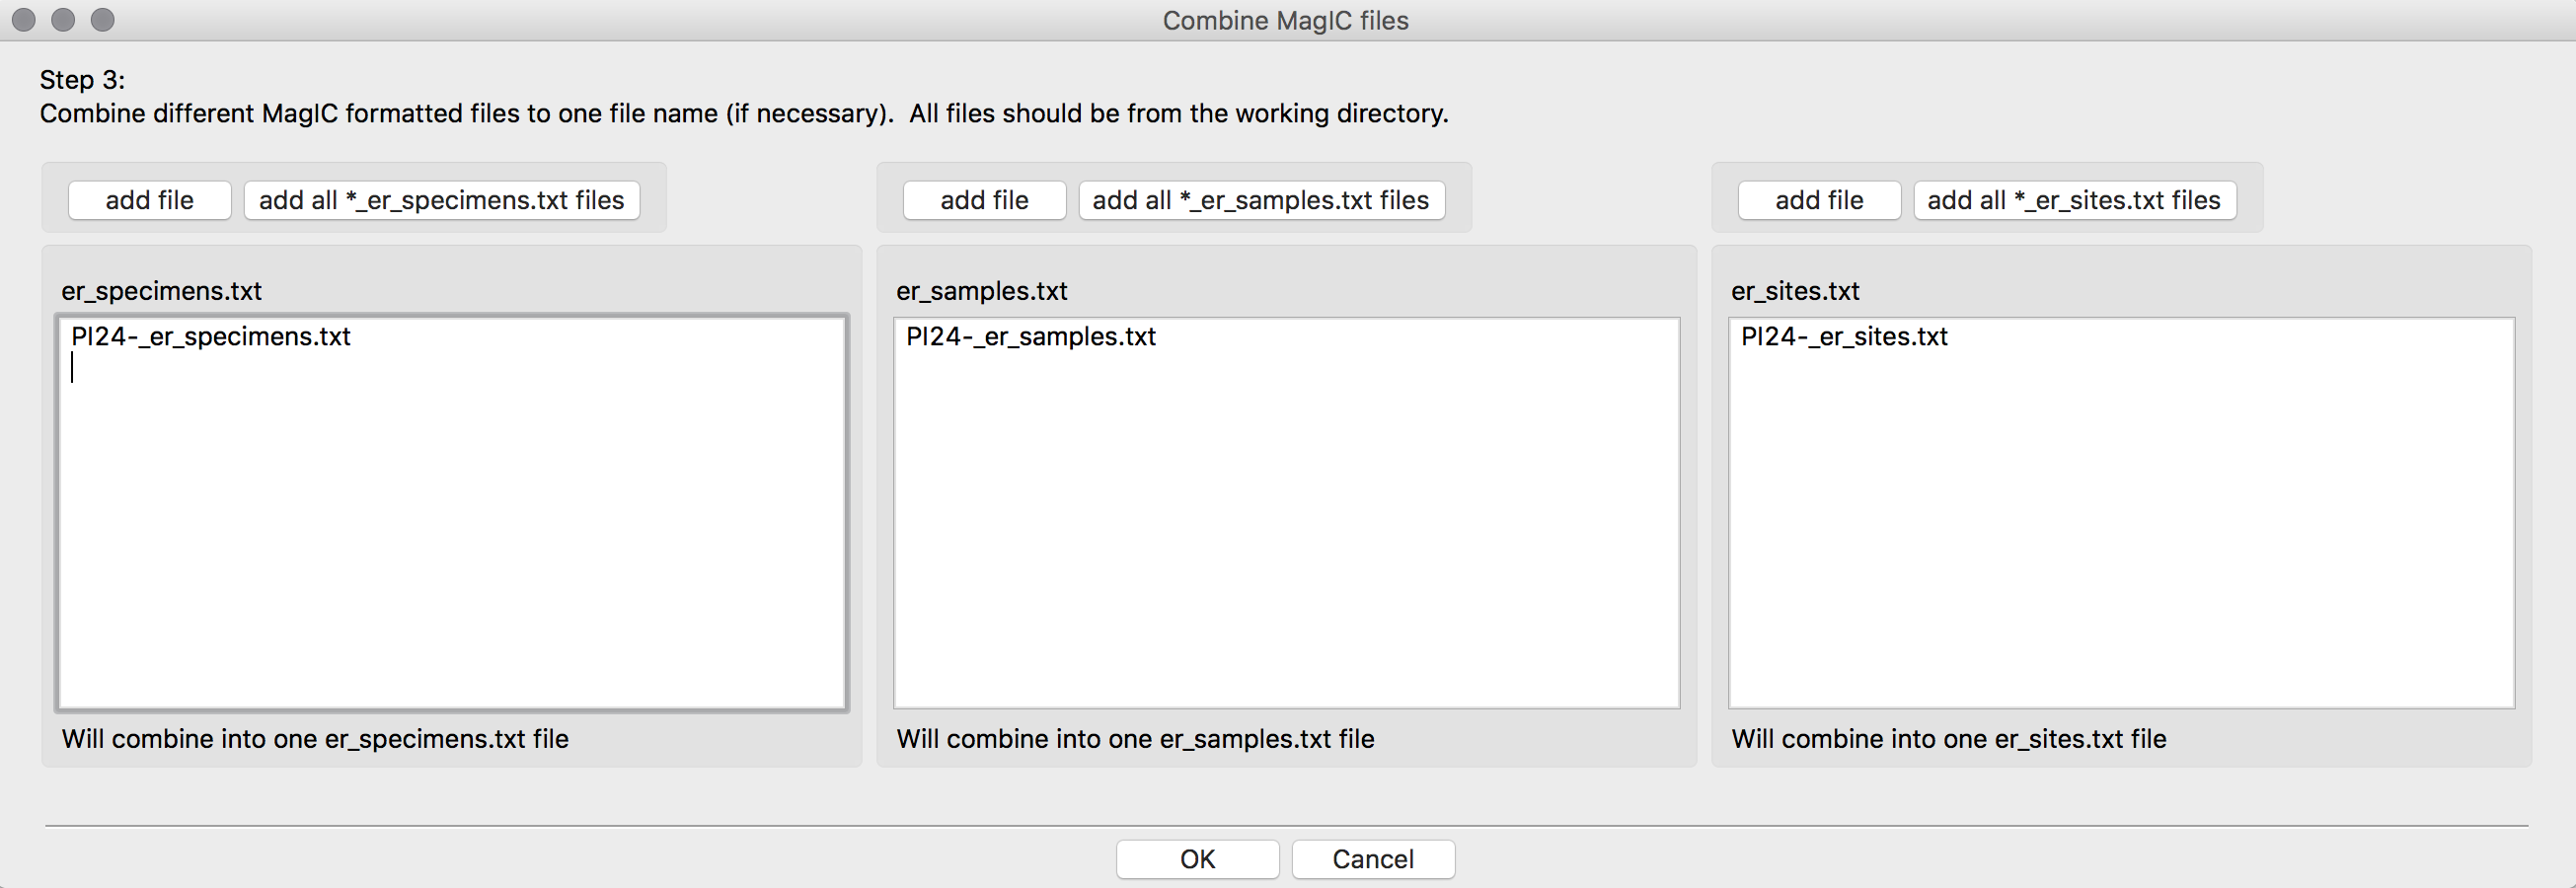 Combine MagIC files
Step 3:
Combine different MagIC formatted files to one file name (if necessary).  All files should be from the working directory.
add file
add all *_er_specimens.txt files
add file
add all *_er_samples.txt files
add file
add all *_er_sites.txt files
er_specimens.txt
PI24-_er_specimens.txt
Will combine into one er_specimens.txt file
er_samples.txt
PI24-_er_samples.txt
Will combine into one er_samples.txt file
er_sites.txt
PI24-_er_sites.txt
Will combine into one er_sites.txt file
OK
Cancel